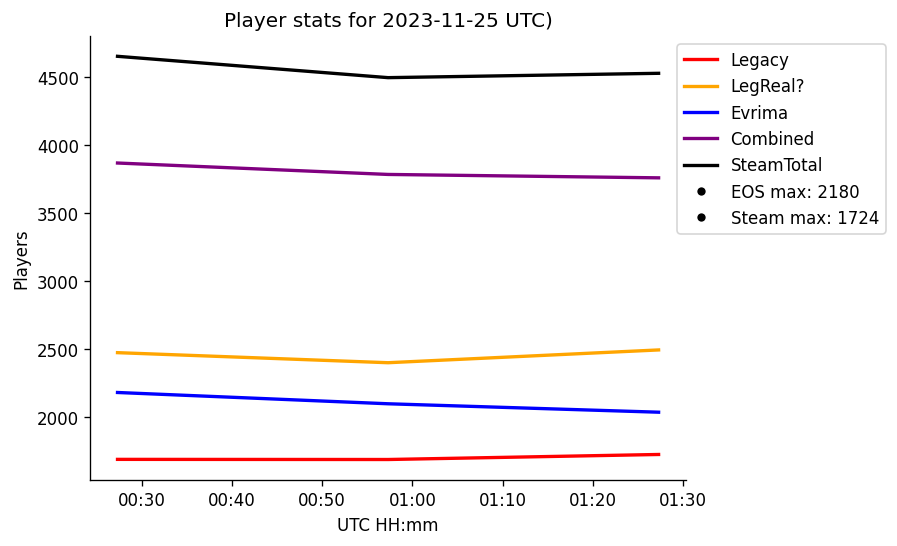 Player stats for 2023-11-25 UTC)
Legacy
LegReal?
Evrima
Combined
SteamTotal
EOS max: 2180
Steam max: 1724
Players
4500
4000
3500
3000
2500
2000
00:30 00:40 00:50 01:00 01:10 01:20 01:30
UTC HH:mm